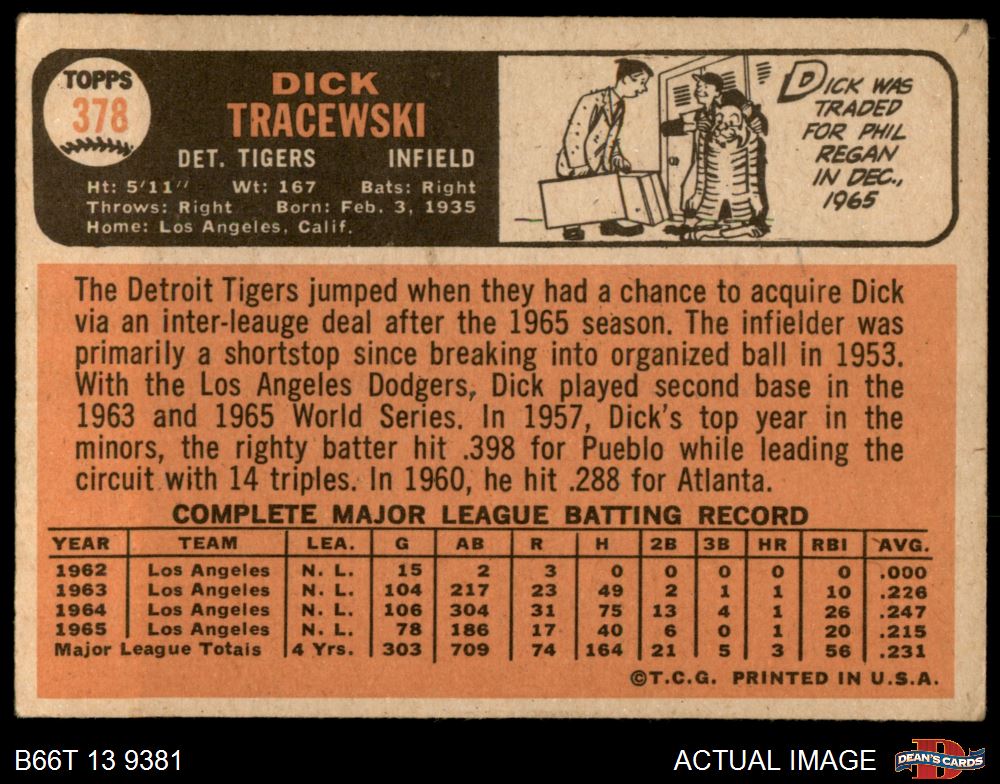 TOPPS
378
DICK
TRACEWSKI
DET. TIGERS INFIELD
Ht: 5'11" Wt: 167 Bats: Right
Throws: Right Born: Feb. 3, 1935
Home: Los Angeles, Calif.
DICK WAS
TRADED
FOR PHIL
REGAN
IN DEC.,
1965
The Detroit Tigers jumped when they had a chance to acquire Dick
via an inter-leauge deal after the 1965 season. The infielder was
primarily a shortstop since breaking into organized ball in 1953.
With the Los Angeles Dodgers, Dick played second base in the
1963 and 1965 World Series. In 1957, Dick's top year in the
minors, the righty batter hit .398 for Pueblo while leading the
circuit with 14 triples. In 1960, he hit .288 for Atlanta.
COMPLETE MAJOR LEAGUE BATTING RECORD
YEAR TEAM LEA. G AB R H 2B 3B HR RBI AVG.
1962 Los Angeles N. L. 15 2 3 0 0 0 0 0 .000
1963 Los Angeles N. L. 104 217 23 49 2 1 1 10 .226
1964 Los Angeles N. L. 106 304 31 75 13 4 1 26 .247
1965 Los Angeles N. L. 78 186 17 40 6 0 1 20 .215
Major League Totals 4 Yrs. 303 709 74 164 21 5 3 56 .231
©T.C.G. PRINTED IN U.S.A.
B66T 13 9381
ACTUAL IMAGE
D
DEAN'S CARDS